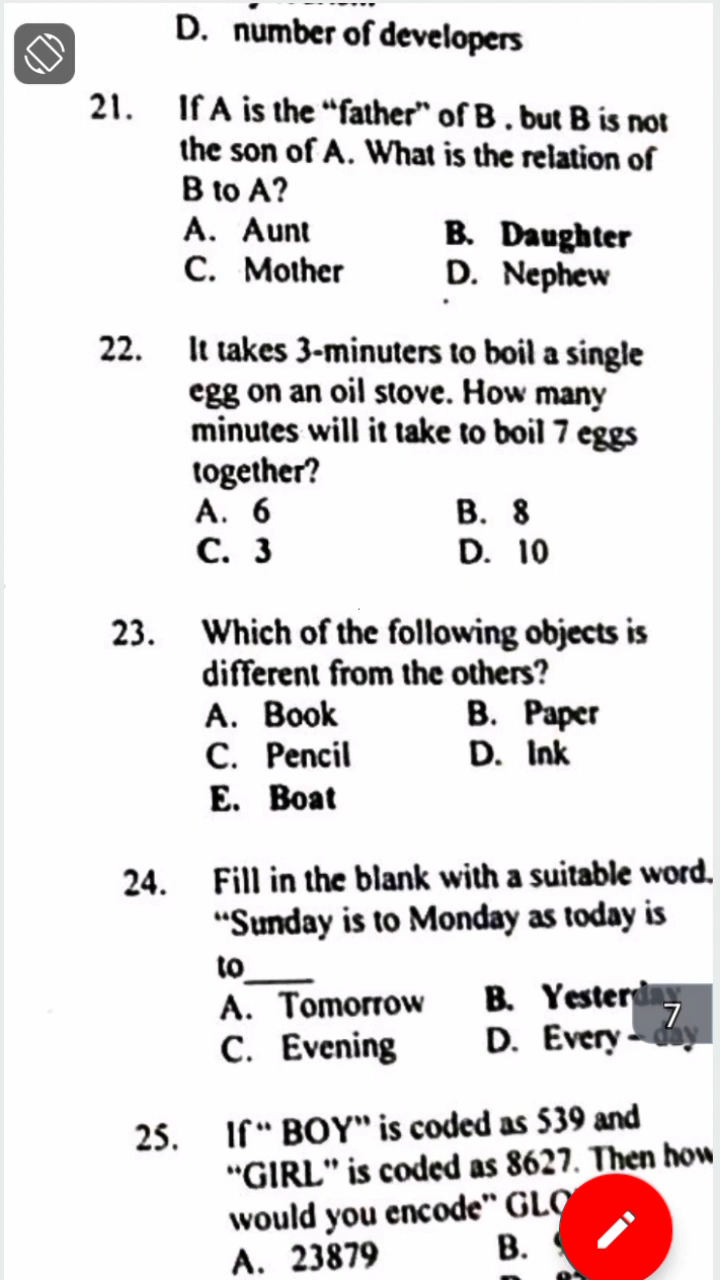 D. number of developers
21. If A is the “father” of B . but B is not
the son of A. What is the relation of
B to A?
A. Aunt B. Daughter
C. Mother D. Nephew
22. It takes 3-minuters to boil a single
egg on an oil stove. How many
minutes will it take to boil 7 eggs
together?
A. 6 B. 8
C. 3 D. 10
23. Which of the following objects is
different from the others?
A. Book B. Paper
C. Pencil D. Ink
E. Boat
24. Fill in the blank with a suitable word.
“Sunday is to Monday as today is
to____
A. Tomorrow B. Yesterday
7
C. Evening D. Every - day
25. If “ BOY” is coded as 539 and
“GIRL” is coded as 8627. Then how
would you encode”
A. 23879 B.